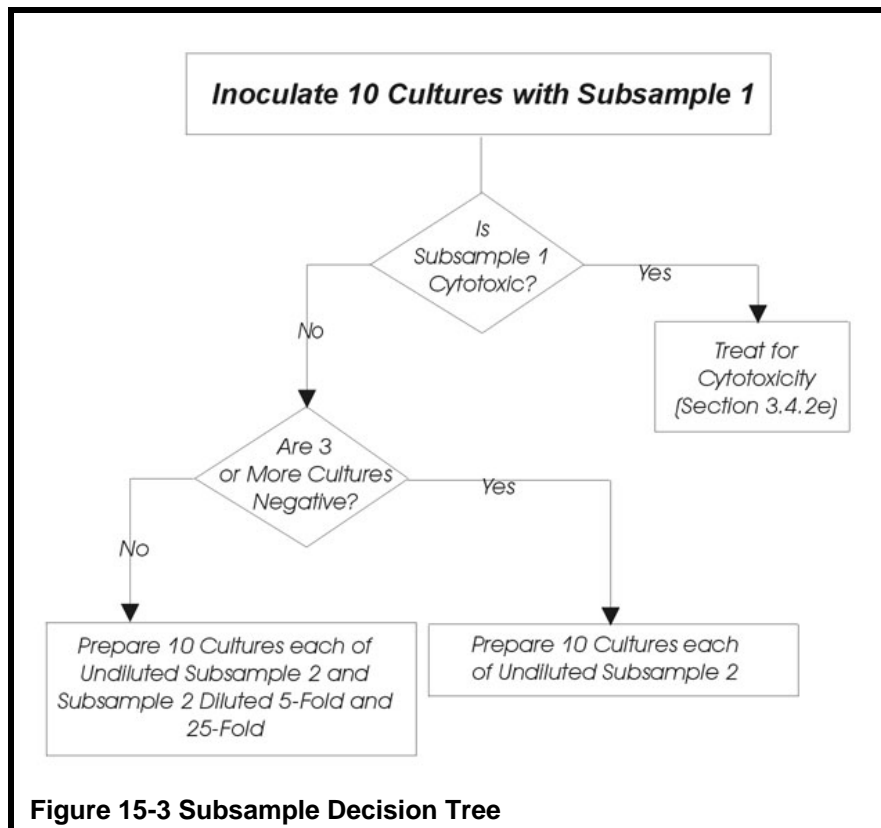 Inoculate 10 Cultures with Subsample 1
Is
Subsample 1
Cytotoxic?
No
Yes
Treat for
Cytotoxicity
(Section 3.4.2e)
Are 3
or More Cultures
Negative?
No
Yes
Prepare 10 Cultures each of
Undiluted Subsample 2 and
Subsample 2 Diluted 5-Fold and
25-Fold
Prepare 10 Cultures each
of Undiluted Subsample 2
Figure 15-3 Subsample Decision Tree